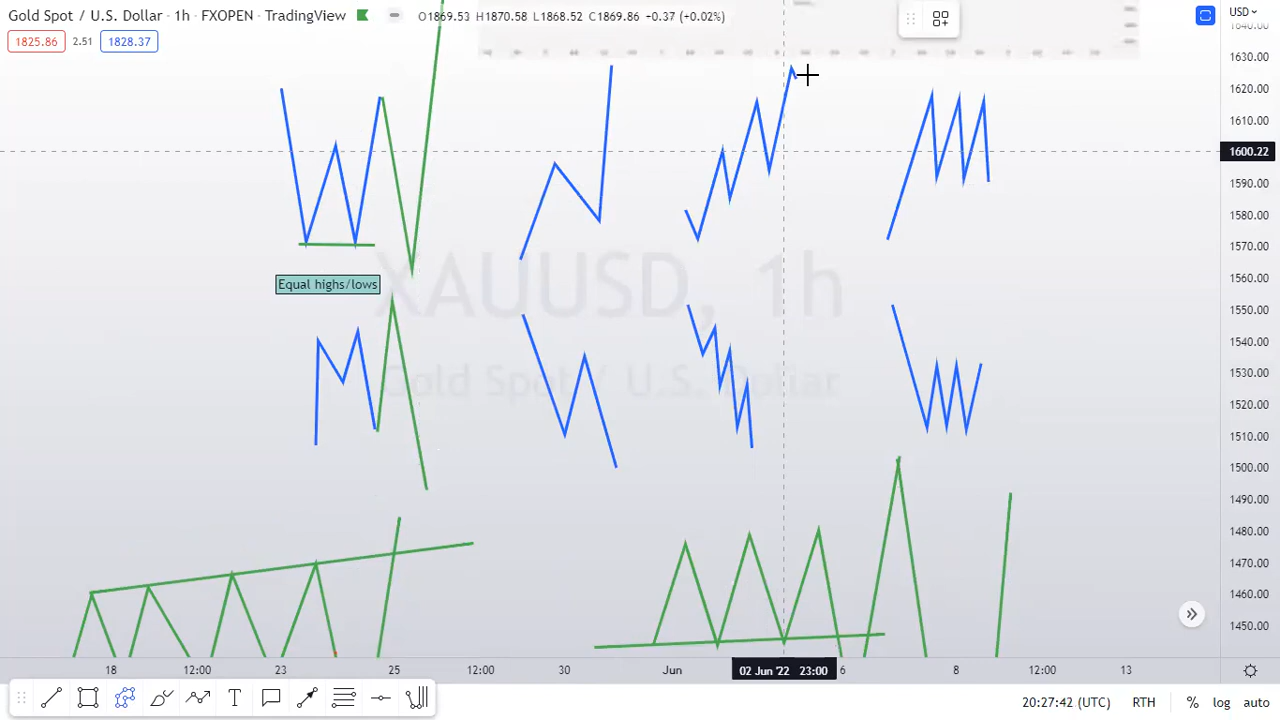 Gold Spot / U.S. Dollar · 1h · FXOPEN · TradingView
O1869.53 H1870.58 L1868.52 C1869.86 +0.37 (+0.02%)
USD
1825.86 2.51 1828.37
1640.00
1630.00
1620.00
1610.00
1600.22
1590.00
1580.00
1570.00
1560.00
1550.00
1540.00
1530.00
1520.00
1510.00
1500.00
1490.00
1480.00
1470.00
1460.00
1450.00
XAUUSD, 1h
Gold Spot / U.S. Dollar
Equal highs/lows
18 12:00 23 25 12:00 30 Jun 02 Jun '22 23:00 6 8 12:00 13
20:27:42 (UTC) RTH % log auto